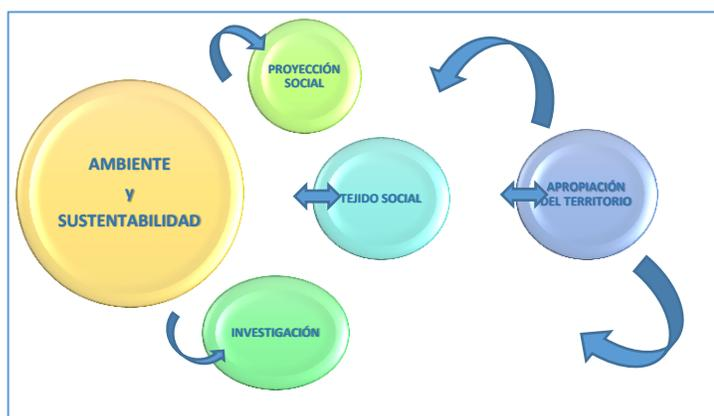 PROYECCIÓN
SOCIAL
AMBIENTE
y
SUSTENTABILIDAD
TEJIDO SOCIAL
APROPIACIÓN
DEL TERRITORIO
INVESTIGACIÓN